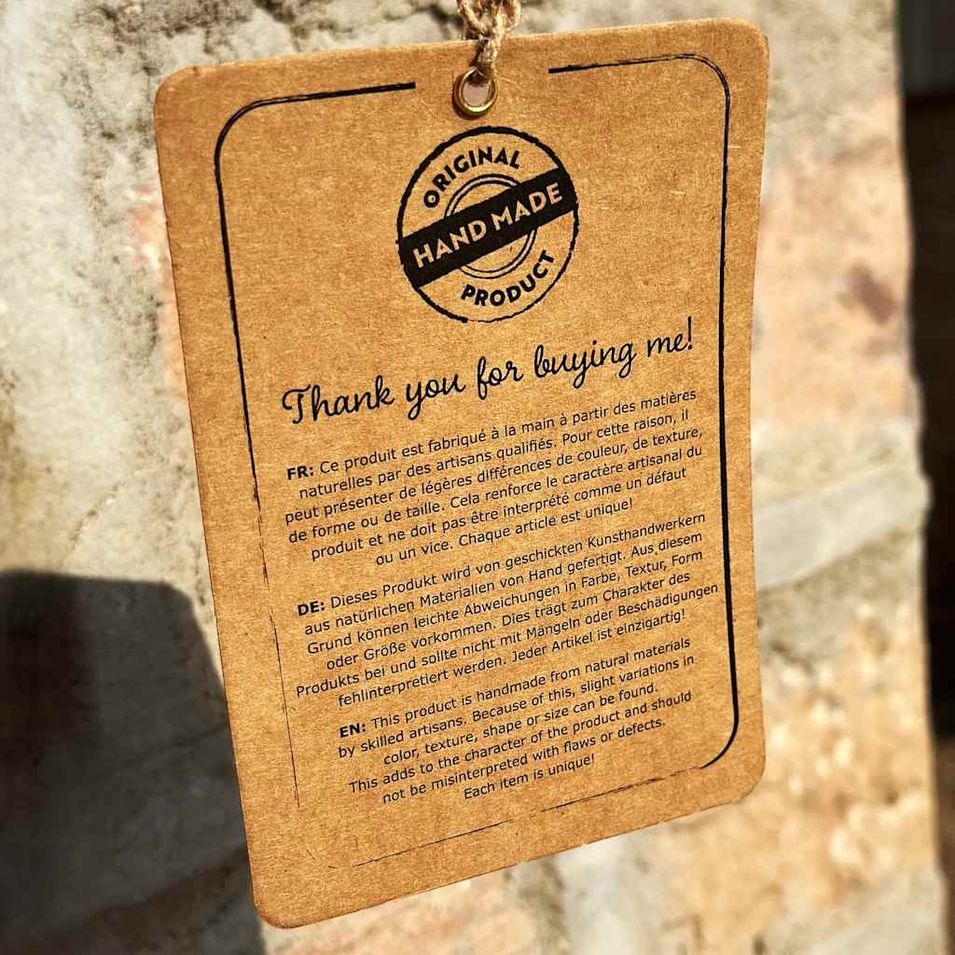 ORIGINAL
HAND MADE
PRODUCT
Thank you for buying me!
FR: Ce produit est fabriqué à la main à partir des matières
naturelles par des artisans qualifiés. Pour cette raison, il
peut présenter de légères différences de couleur, de texture,
de forme ou de taille. Cela renforce le caractère artisanal du
produit et ne doit pas être interprété comme un défaut
ou un vice. Chaque article est unique!
DE: Dieses Produkt wird von geschickten Kunsthandwerkern
aus natürlichen Materialien von Hand gefertigt. Aus diesem
Grund können leichte Abweichungen in Farbe, Textur, Form
oder Größe vorkommen. Dies trägt zum Charakter des
Produkts bei und sollte nicht mit Mängeln oder Beschädigungen
fehlinterpretiert werden. Jeder Artikel ist einzigartig!
EN: This product is handmade from natural materials
by skilled artisans. Because of this, slight variations in
color, texture, shape or size can be found.
This adds to the character of the product and should
not be misinterpreted with flaws or defects.
Each item is unique!